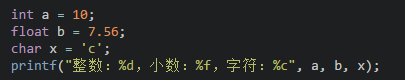 int a = 10;
float b = 7.56;
char x = 'c';
printf("整数：%d，小数：%f，字符：%c", a, b, x);